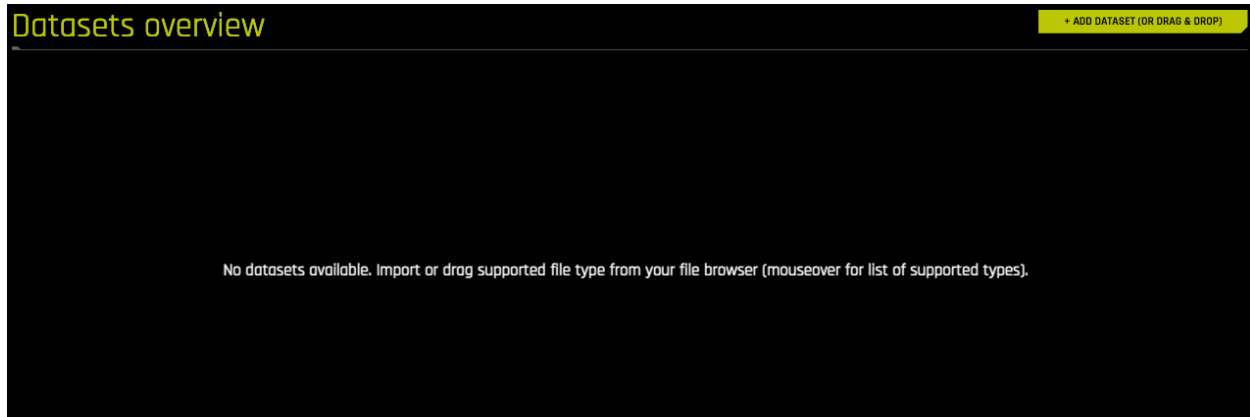 Datasets overview
+ ADD DATASET (OR DRAG & DROP)
No datasets available. Import or drag supported file type from your file browser (mouseover for list of supported types).